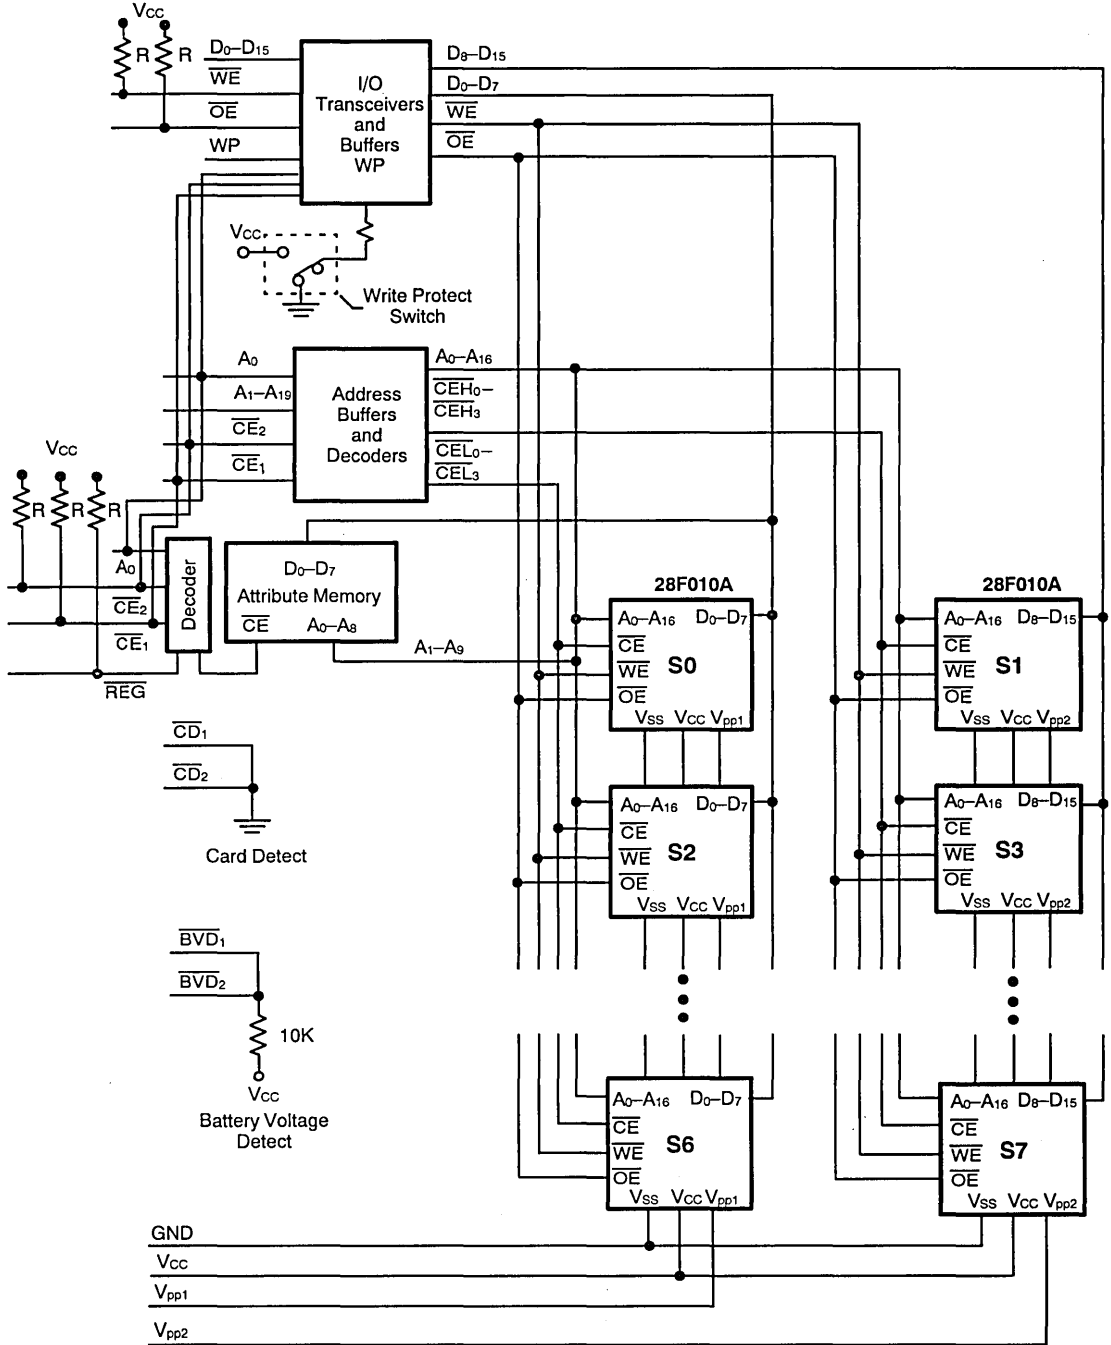 VCC
R R
D0–D15
WE
OE
WP
I/O
Transceivers
and
Buffers
WP
D8–D15
D0–D7
WE
OE
VCC
Write Protect
Switch
A0
A1–A19
CE2
CE1
Address
Buffers
and
Decoders
A0–A16
CEH0–
CEH3
CEL0–
CEL3
VCC
R R R
A0
CE2
CE1
REG
Decoder
D0–D7
Attribute Memory
CE A0–A8
A1–A9
28F010A
A0–A16 D0–D7
CE
WE
OE
S0
VSS VCC Vpp1
28F010A
A0–A16 D8–D15
CE
WE
OE
S1
VSS VCC Vpp2
CD1
CD2
Card Detect
A0–A16 D0–D7
CE
WE
OE
S2
VSS VCC Vpp1
A0–A16 D8–D15
CE
WE
OE
S3
VSS VCC Vpp2
BVD1
BVD2
10K
VCC
Battery Voltage
Detect
A0–A16 D0–D7
CE
WE
OE
S6
VSS VCC Vpp1
A0–A16 D8–D15
CE
WE
OE
S7
VSS VCC Vpp2
GND
VCC
Vpp1
Vpp2